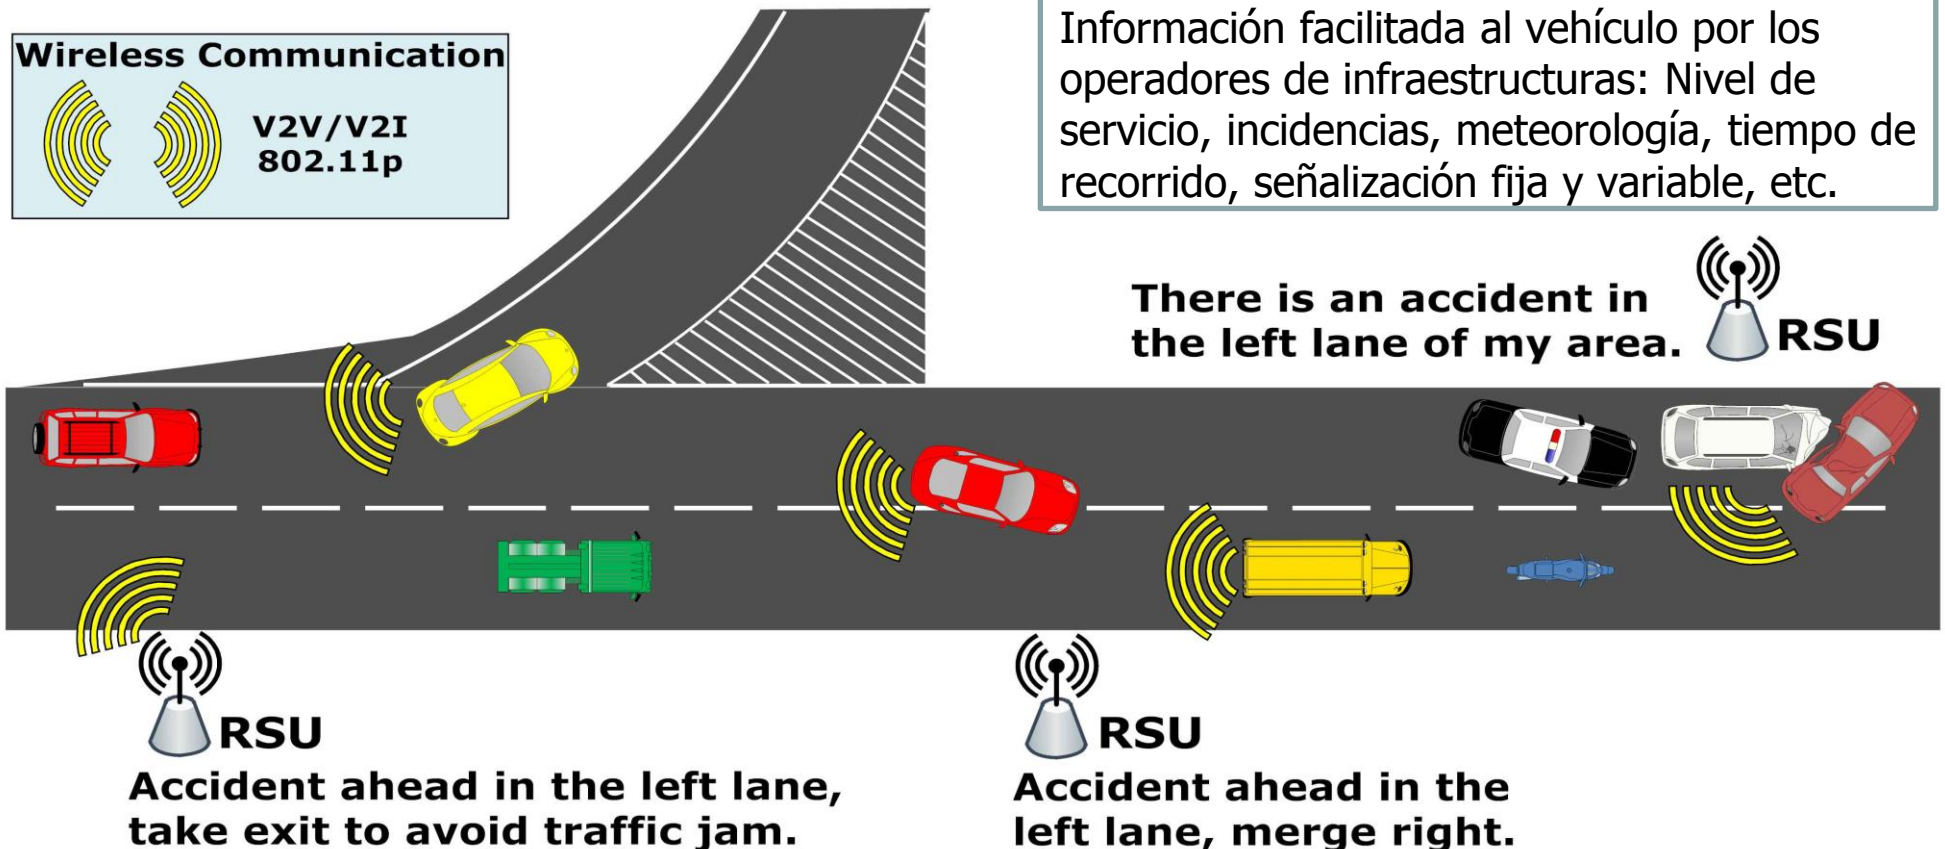 Wireless Communication
V2V/V2I
802.11p
Información facilitada al vehículo por los
operadores de infraestructuras: Nivel de
servicio, incidencias, meteorología, tiempo de
recorrido, señalización fija y variable, etc.
There is an accident in
the left lane of my area.
RSU
RSU
Accident ahead in the left lane,
take exit to avoid traffic jam.
RSU
Accident ahead in the
left lane, merge right.